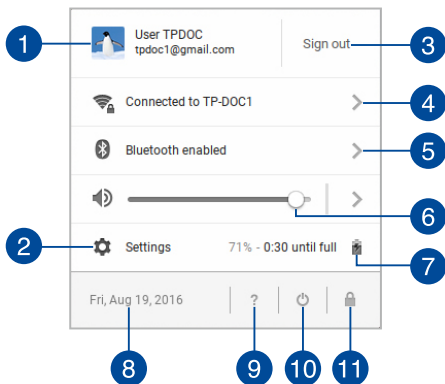 User TPDOC
tpdoc1@gmail.com
Sign out
Connected to TP-DOC1
Bluetooth enabled
Settings 71% - 0:30 until full
Fri, Aug 19, 2016 ?
1
2
3
4
5
6
7
8
9
10
11